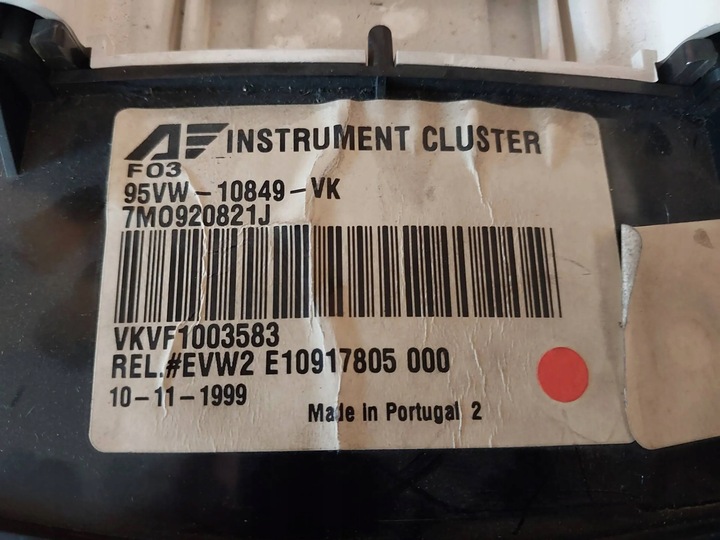 AF INSTRUMENT CLUSTER
F03
95VW-10849-VK
7M0920821J
VKVF1003583
REL.#EVW2 E10917805 000
10-11-1999
Made in Portugal 2